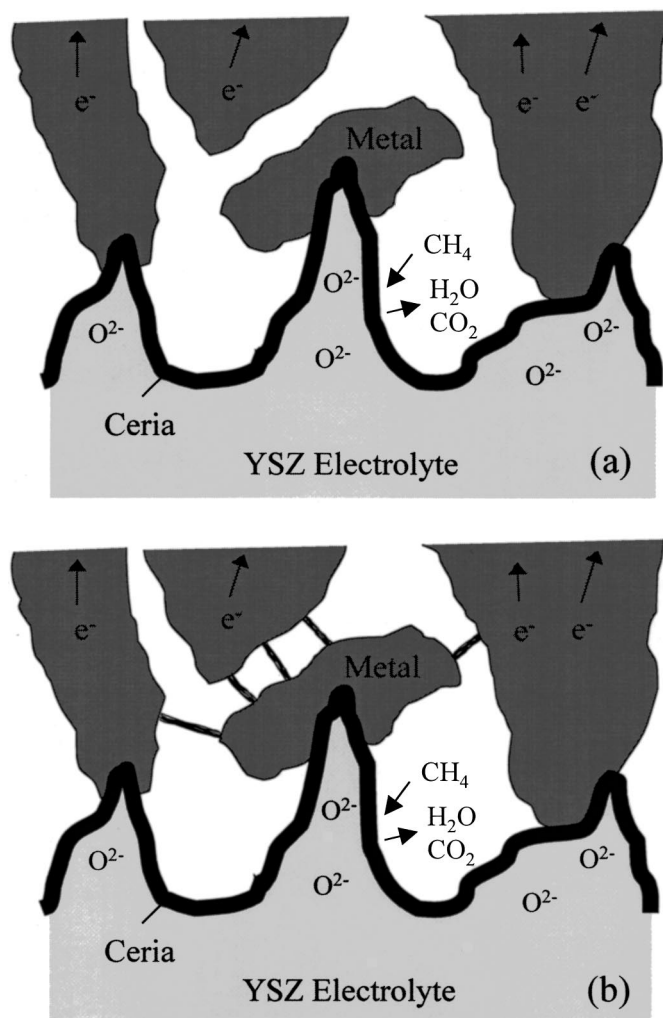 e⁻ e⁻ e⁻ e⁻
Metal
CH₄
O²⁻ H₂O
O²⁻ CO₂ O²⁻
O²⁻ O²⁻
Ceria
YSZ Electrolyte (a)
e⁻ e⁻ e⁻ e⁻
Metal
CH₄
O²⁻ H₂O
O²⁻ CO₂ O²⁻
O²⁻ O²⁻
Ceria
YSZ Electrolyte (b)